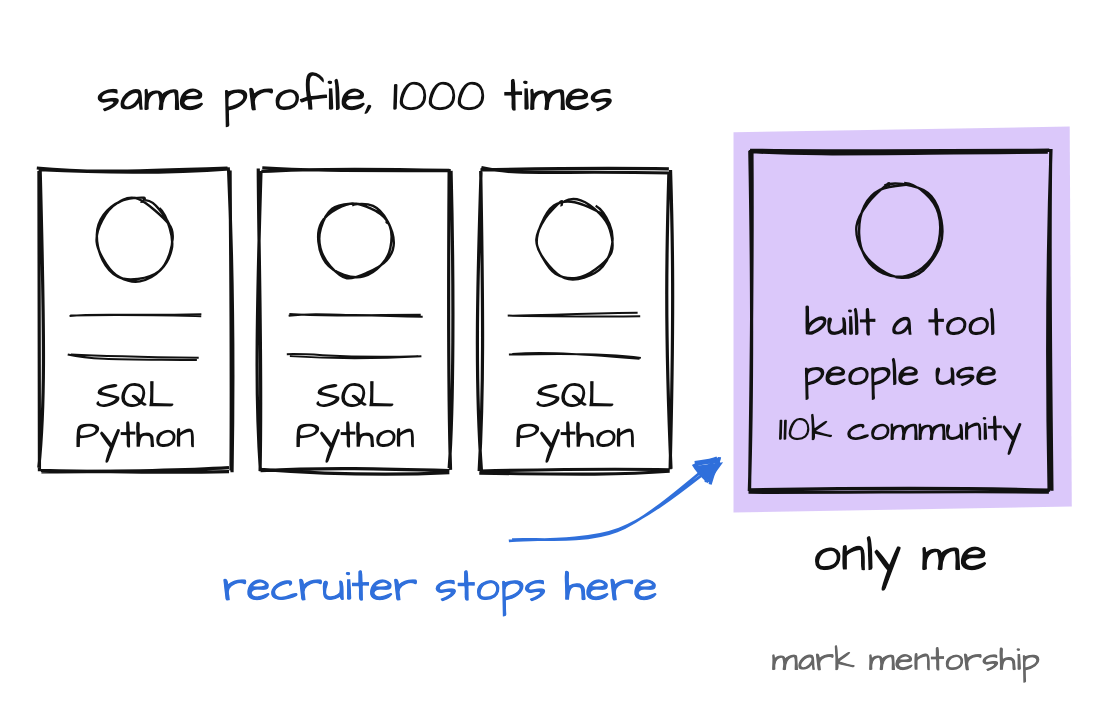 same profile, 1000 times
SQL
Python
SQL
Python
SQL
Python
built a tool
people use
110k community
only me
recruiter stops here
mark mentorship